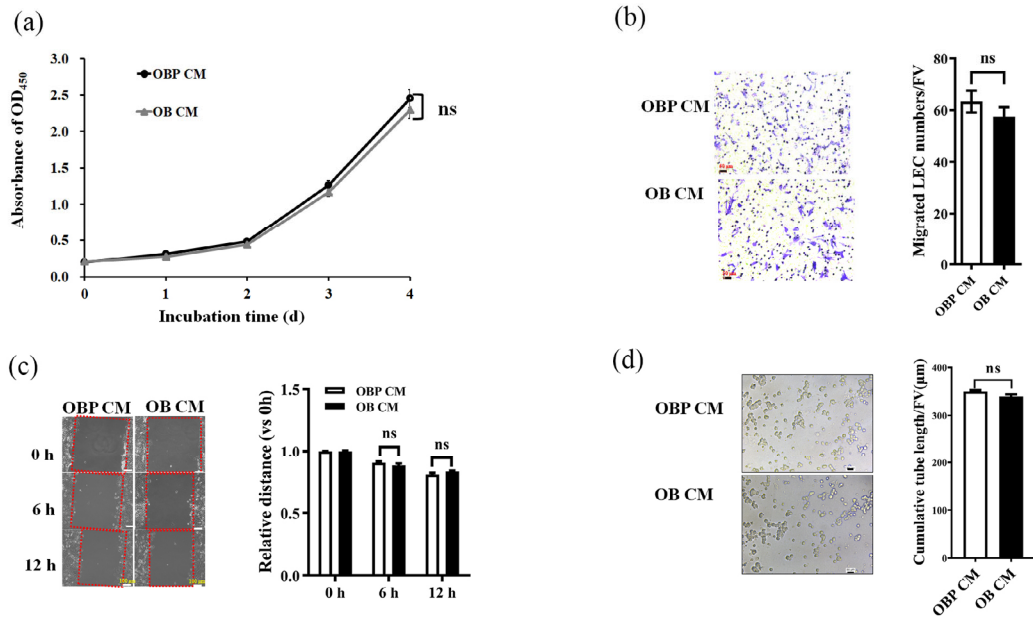 (a)
Absorbance of OD450
3.0
2.5
2.0
1.5
1.0
0.5
0.0
OBP CM
OB CM
ns
0 1 2 3 4
Incubation time (d)
(b)
OBP CM
OB CM
Migrated LEC numbers/FV
80
60
40
20
0
ns
OBP CM
OB CM
(c)
OBP CM OB CM
0 h
6 h
12 h
100 μm 100 μm
Relative distance (vs 0h)
1.5
1.0
0.5
0.0
OBP CM
OB CM
ns
ns
0 h 6 h 12 h
(d)
OBP CM
OB CM
Cumulative tube length/FV(μm)
400
300
200
100
0
ns
OBP CM
OB CM